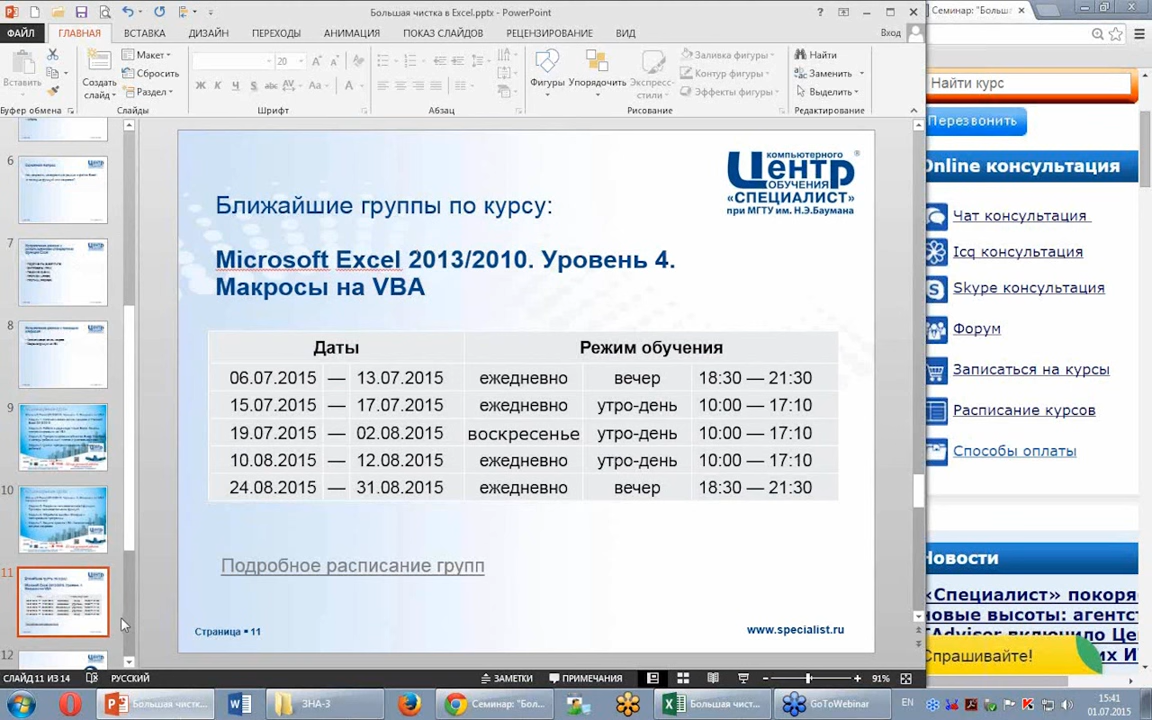 Большая чистка в Excel.pptx - PowerPoint
Семинар: "Больш
ФАЙЛ ГЛАВНАЯ ВСТАВКА ДИЗАЙН ПЕРЕХОДЫ АНИМАЦИЯ ПОКАЗ СЛАЙДОВ РЕЦЕНЗИРОВАНИЕ ВИД Вход
Вставить
Создать слайд
Макет
Сбросить
Раздел
20
Ж К Ч S abc AV Aa A
Фигуры Упорядочить Экспресс-стили
Заливка фигуры
Контур фигуры
Эффекты фигуры
Найти
Заменить
Выделить
Буфер обмена Слайды Шрифт Абзац Рисование Редактирование
6
7
8
9
10
11
12
компьютерного
Центр
ОБУЧЕНИЯ
«СПЕЦИАЛИСТ»
при МГТУ им. Н.Э.Баумана
Ближайшие группы по курсу:
Microsoft Excel 2013/2010. Уровень 4.
Макросы на VBA
Даты Режим обучения
06.07.2015 — 13.07.2015 ежедневно вечер 18:30 — 21:30
15.07.2015 — 17.07.2015 ежедневно утро-день 10:00 — 17:10
19.07.2015 — 02.08.2015 воскресенье утро-день 10:00 — 17:10
10.08.2015 — 12.08.2015 ежедневно утро-день 10:00 — 17:10
24.08.2015 — 31.08.2015 ежедневно вечер 18:30 — 21:30
Подробное расписание групп
Страница ▪ 11
www.specialist.ru
Найти курс
Перезвонить
Online консультация
Чат консультация
Icq консультация
Skype консультация
Форум
Записаться на курсы
Расписание курсов
Способы оплаты
Новости
«Специалист» покоря
новые высоты: агентс
Спрашивайте!
СЛАЙД 11 ИЗ 14 РУССКИЙ ЗАМЕТКИ ПРИМЕЧАНИЯ 91%
Большая чистк...
ЗНА-3
Семинар: "Бол...
Большая чист...
GoToWebinar
EN
15:41
01.07.2015